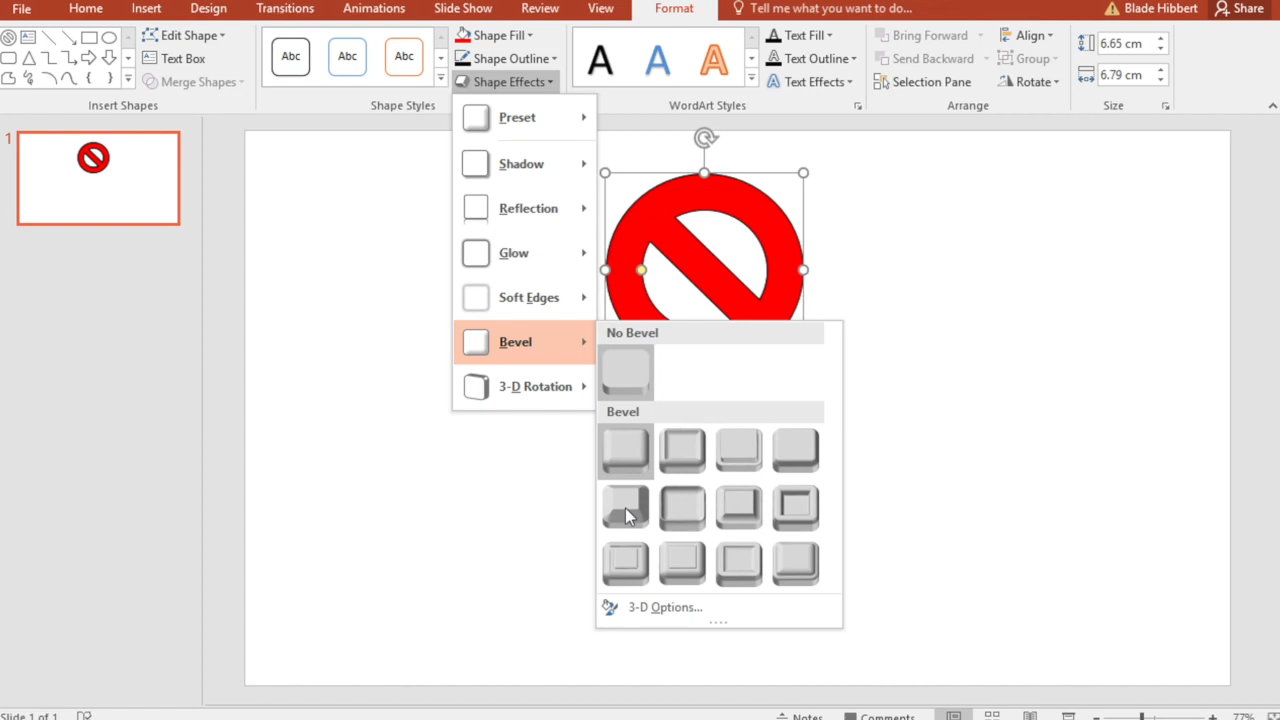 File Home Insert Design Transitions Animations Slide Show Review View Format Tell me what you want to do... Blade Hibbert Share
Edit Shape Abc Abc Abc Shape Fill A A A Text Fill Bring Forward Align 6.65 cm
Text Box Shape Outline Text Outline Send Backward Group
Merge Shapes Shape Effects Text Effects Selection Pane Rotate 6.79 cm
Insert Shapes Shape Styles WordArt Styles Arrange Size
1
Preset
Shadow
Reflection
Glow
Soft Edges
Bevel
3-D Rotation
No Bevel
Bevel
3-D Options...
Slide 1 of 1 Notes Comments 77%